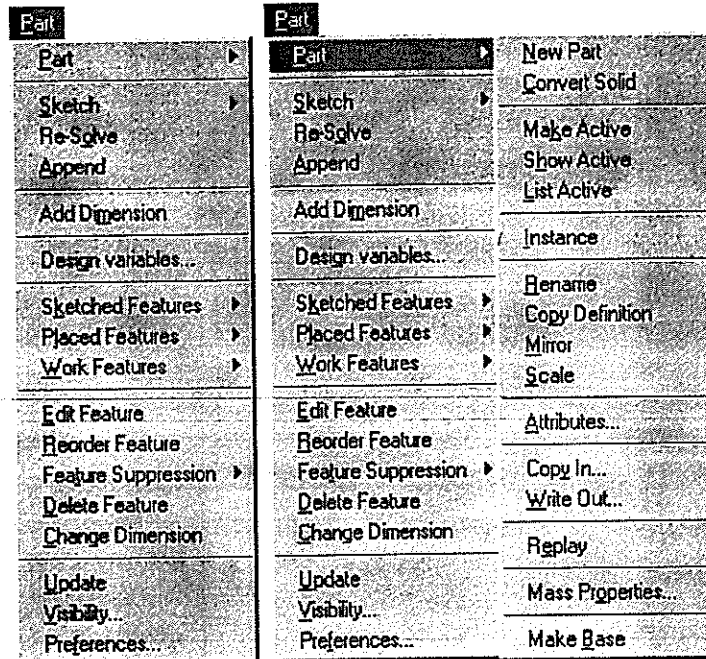 Part
Part
Sketch
Re-Solve
Append
Add Dimension
Design variables...
Sketched Features
Placed Features
Work Features
Edit Feature
Reorder Feature
Feature Suppression
Delete Feature
Change Dimension
Update
Visibility...
Preferences...
Part
Part
Sketch
Re-Solve
Append
Add Dimension
Design variables...
Sketched Features
Placed Features
Work Features
Edit Feature
Reorder Feature
Feature Suppression
Delete Feature
Change Dimension
Update
Visibility...
Preferences...
New Part
Convert Solid
Make Active
Show Active
List Active
Instance
Rename
Copy Definition
Mirror
Scale
Attributes...
Copy In...
Write Out...
Replay
Mass Properties...
Make Base